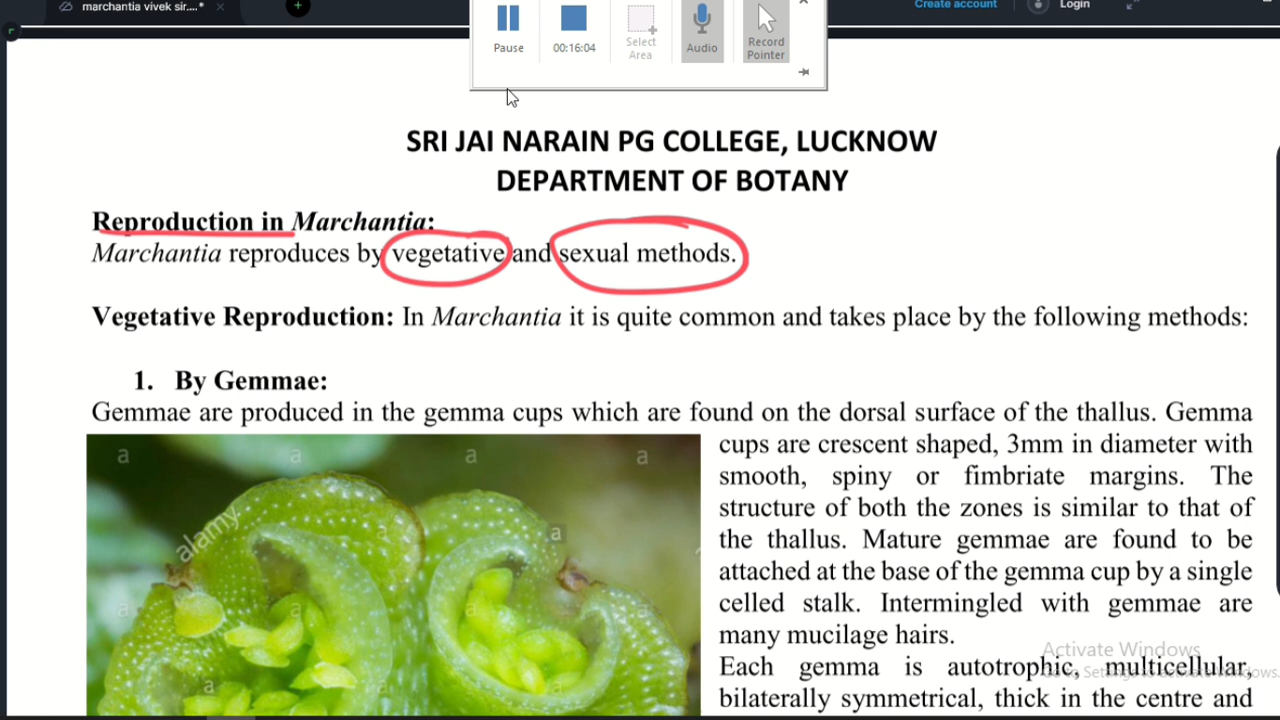 marchantia vivek sir....*
Create account
Login
Pause
00:16:04
Select Area
Audio
Record Pointer
SRI JAI NARAIN PG COLLEGE, LUCKNOW
DEPARTMENT OF BOTANY
Reproduction in Marchantia:
Marchantia reproduces by vegetative and sexual methods.
Vegetative Reproduction: In Marchantia it is quite common and takes place by the following methods:
1. By Gemmae:
Gemmae are produced in the gemma cups which are found on the dorsal surface of the thallus. Gemma
cups are crescent shaped, 3mm in diameter with
smooth, spiny or fimbriate margins. The
structure of both the zones is similar to that of
the thallus. Mature gemmae are found to be
attached at the base of the gemma cup by a single
celled stalk. Intermingled with gemmae are
many mucilage hairs.
Each gemma is autotrophic, multicellular,
bilaterally symmetrical, thick in the centre and
a a a a
alamy
a a
a a a
a a
Activate Windows
Go to Settings to activate Windows.